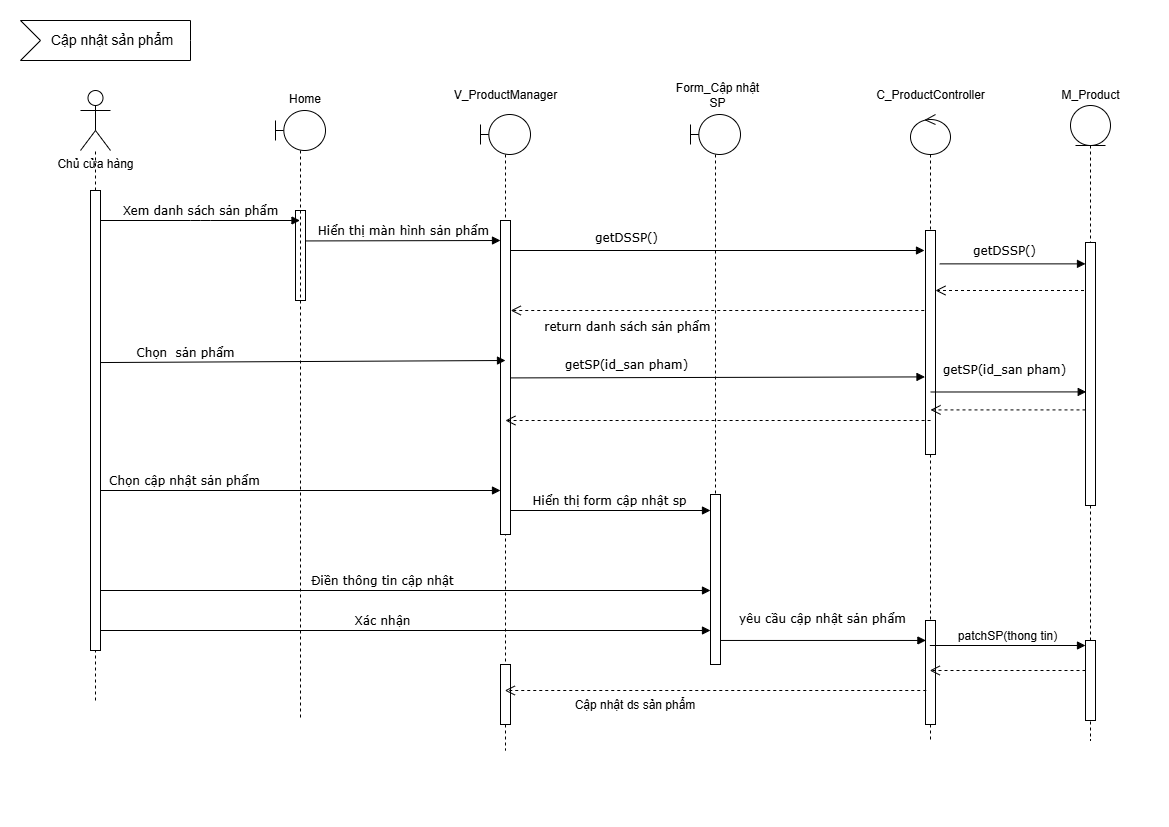 Cập nhật sản phẩm
Chủ cửa hàng
Home
V_ProductManager
Form_Cập nhật
SP
C_ProductController
M_Product
Xem danh sách sản phẩm
Hiển thị màn hình sản phẩm
getDSSP()
getDSSP()
return danh sách sản phẩm
Chọn  sản phẩm
getSP(id_san pham)
getSP(id_san pham)
Chọn cập nhật sản phẩm
Hiển thị form cập nhật sp
Điền thông tin cập nhật
Xác nhận
yêu cầu cập nhật sản phẩm
patchSP(thong tin)
Cập nhật ds sản phẩm